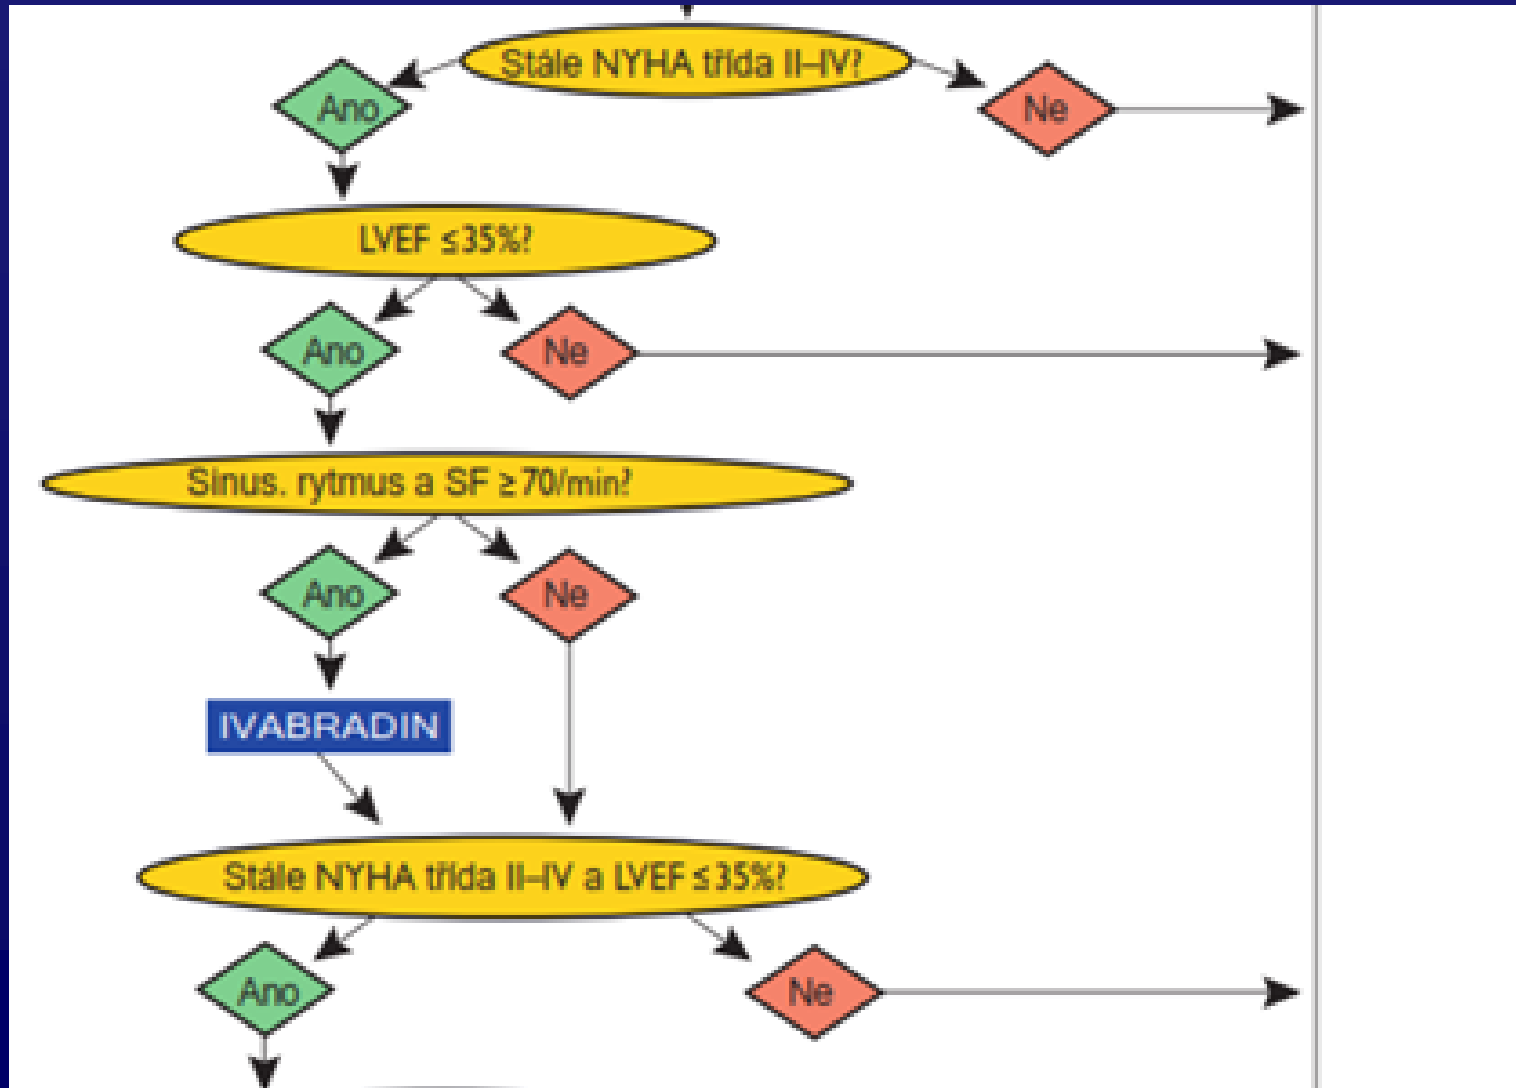 Stále NYHA třída II–IV?
Ano
Ne
LVEF ≤35%?
Ano
Ne
Sinus. rytmus a SF ≥70/min?
Ano
Ne
IVABRADIN
Stále NYHA třída II–IV a LVEF ≤35%?
Ano
Ne